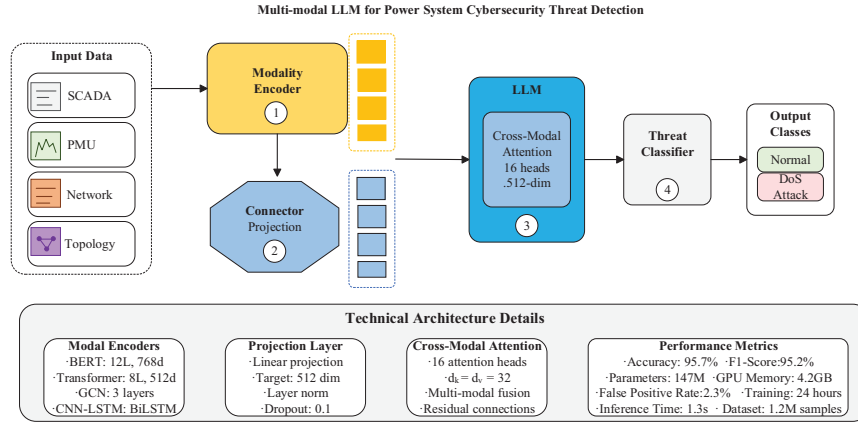 Multi-modal LLM for Power System Cybersecurity Threat Detection
Input Data
SCADA
PMU
Network
Topology
Modality
Encoder
1
Connector
Projection
2
LLM
Cross-Modal
Attention
16 heads
.512-dim
3
Threat
Classifier
4
Output
Classes
Normal
DoS
Attack
Technical Architecture Details
Modal Encoders
·BERT: 12L, 768d
·Transformer: 8L, 512d
·GCN: 3 layers
·CNN-LSTM: BiLSTM
Projection Layer
·Linear projection
·Target: 512 dim
·Layer norm
·Dropout: 0.1
Cross-Modal Attention
·16 attention heads
·dₖ = dᵥ = 32
·Multi-modal fusion
·Residual connections
Performance Metrics
·Accuracy: 95.7% ·F1-Score:95.2%
·Parameters: 147M ·GPU Memory: 4.2GB
·False Positive Rate:2.3% ·Training: 24 hours
·Inference Time: 1.3s ·Dataset: 1.2M samples